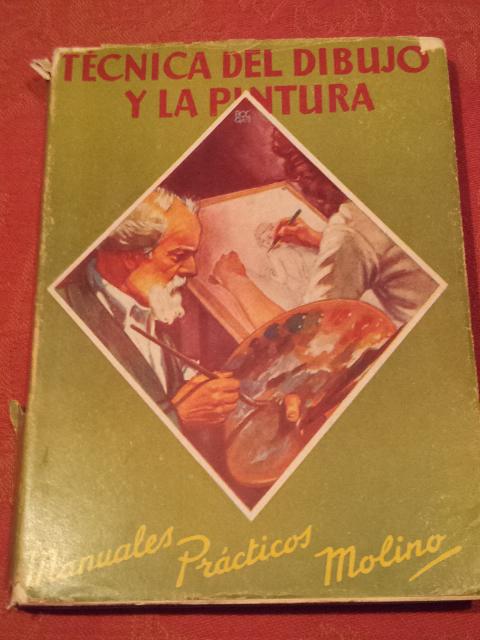 TÉCNICA DEL DIBUJO
Y LA PINTURA
Manuales Prácticos Molino